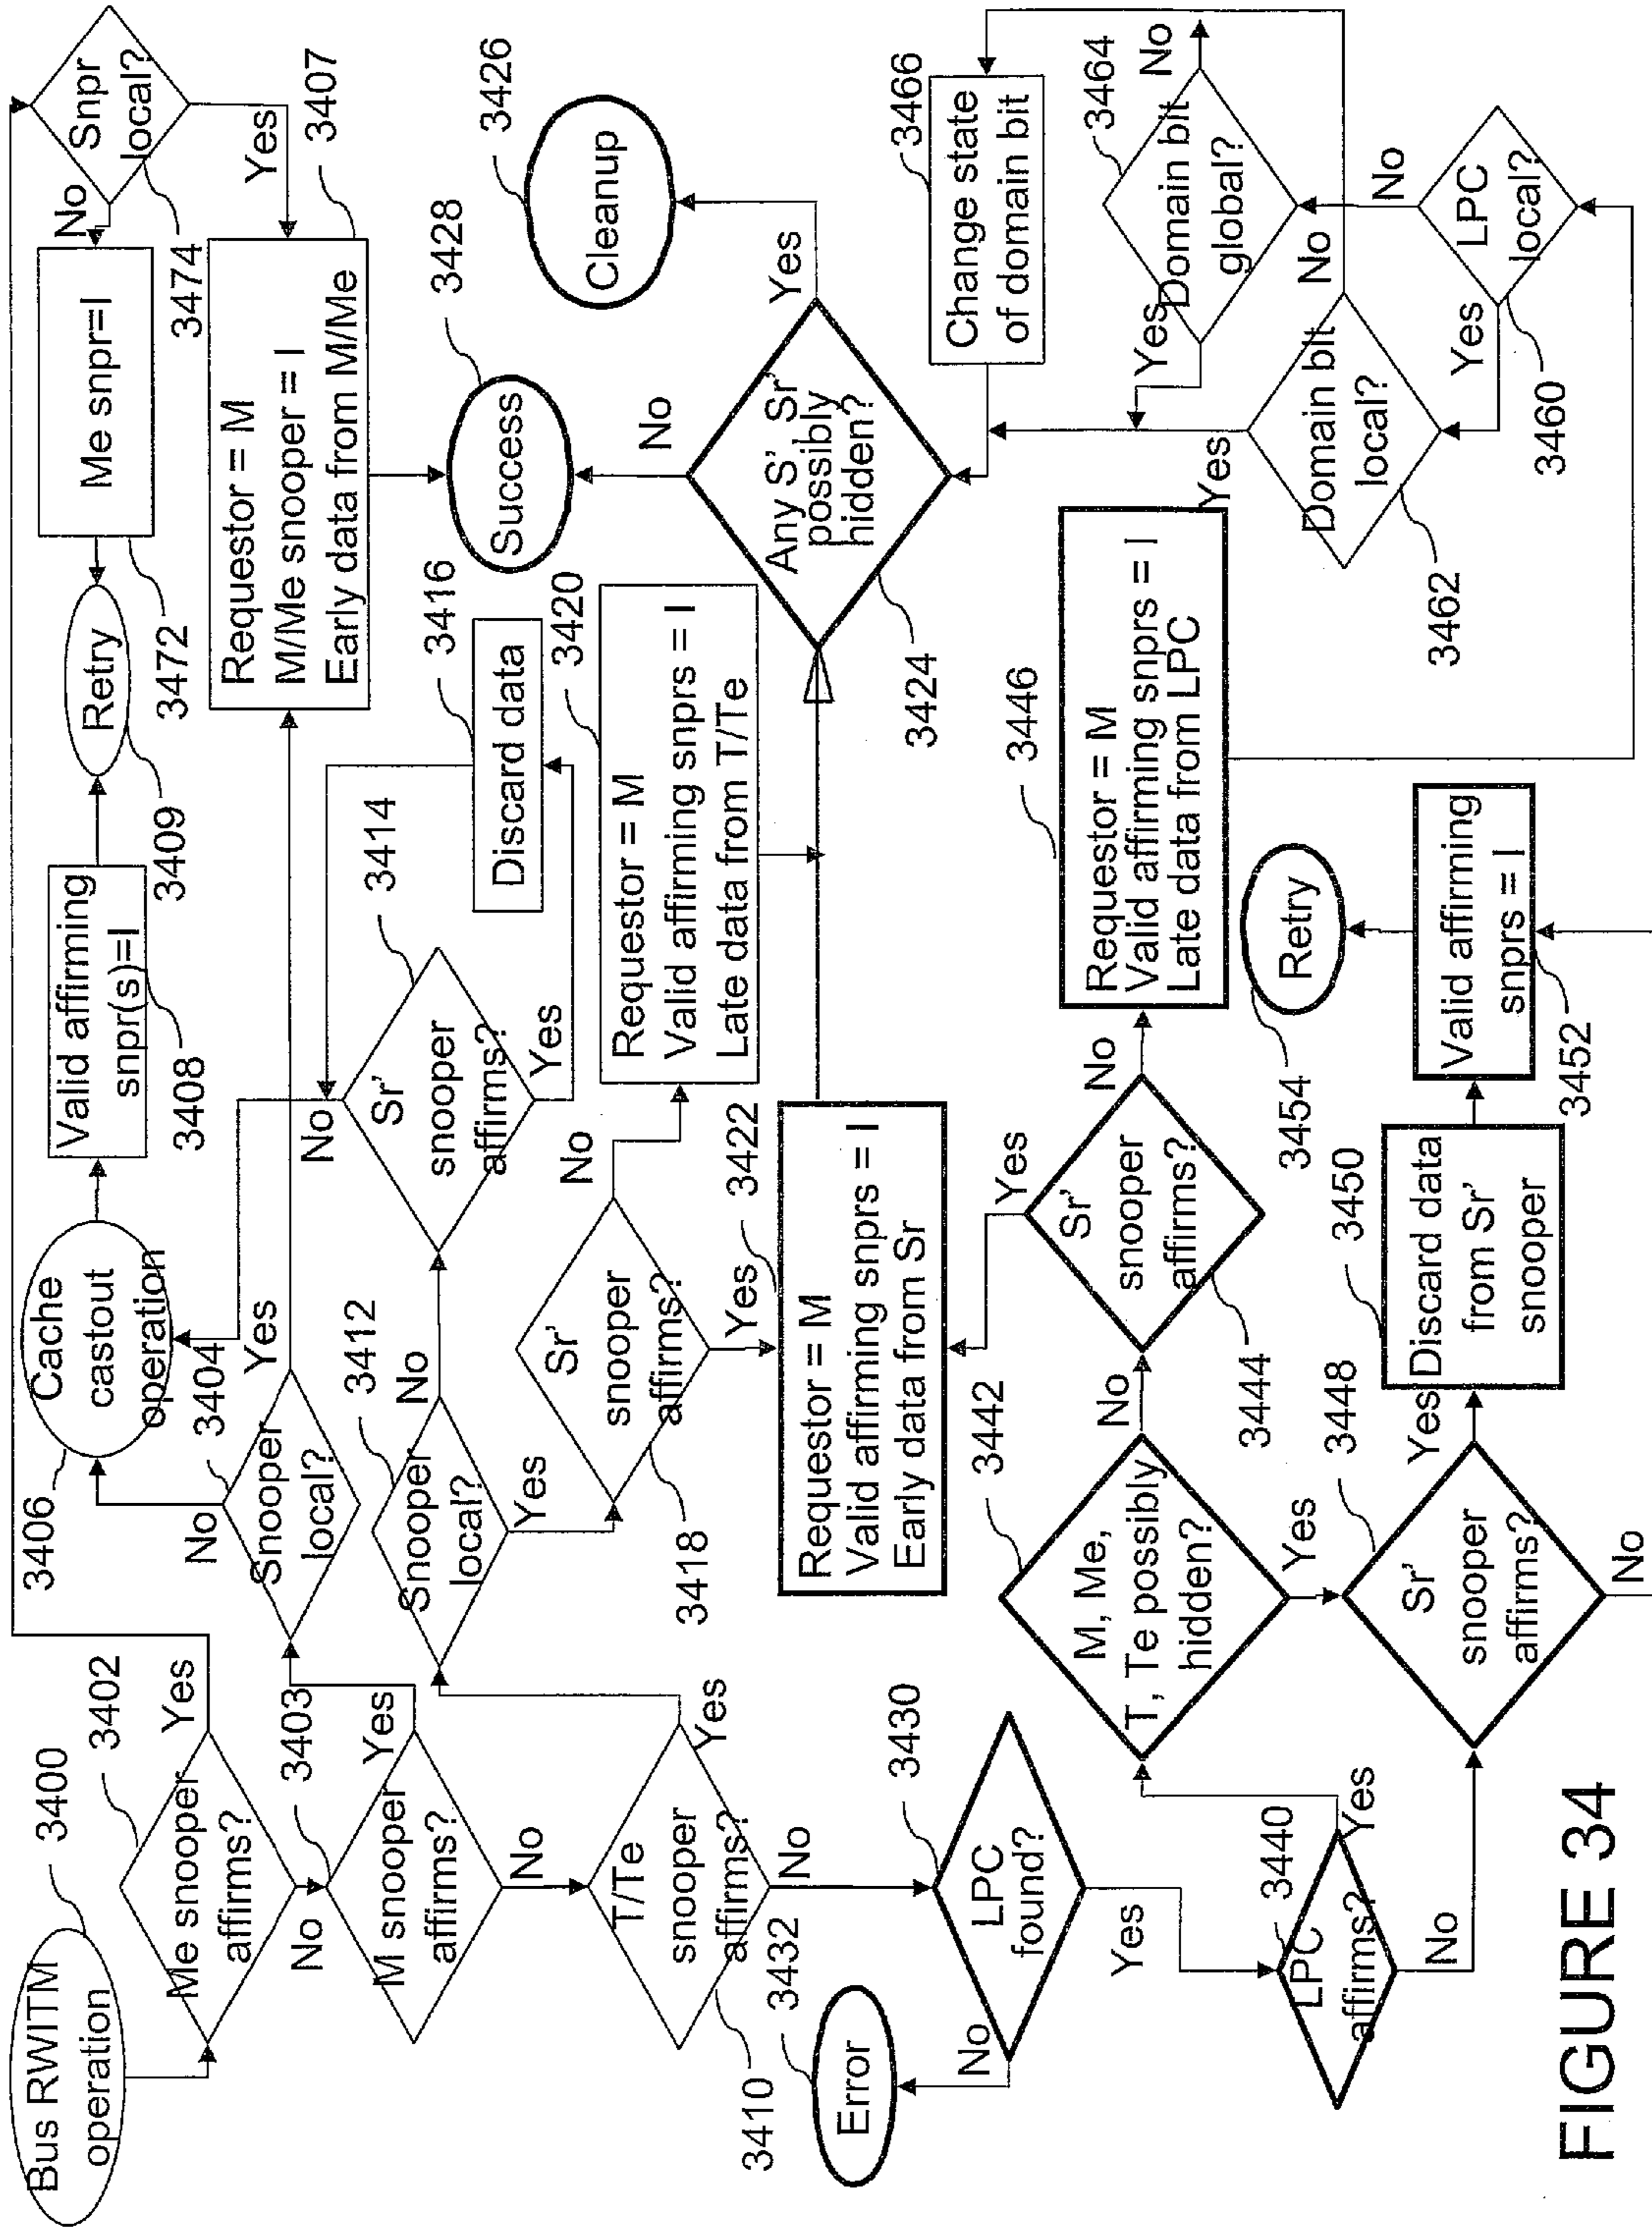 Bus RWITM
operation
3400
Me snooper
affirms?
3402
Yes
No
M snooper
affirms?
3403
Yes
No
T/Te
snooper
affirms?
3410
Yes
No
Snpr
local?
3474
No
Yes
Me snpr=I
3472
Retry
3409
Valid affirming
snpr(s)=I
3408
Cache
castout
operation
3406
Snooper
local?
3404
No
Yes
Requestor = M
M/Me snooper = I
Early data from M/Me
3407
Success
3428
Cleanup
3426
Snooper
local?
3412
No
Yes
Sr'
snooper
affirms?
3414
No
Yes
Discard data
3416
Sr'
snooper
affirms?
3418
No
Yes
Requestor = M
Valid affirming snprs = I
Late data from T/Te
3420
Requestor = M
Valid affirming snprs = I
Early data from Sr
3422
Any S', Sr'
possibly
hidden?
3424
No
Yes
LPC
found?
3430
No
Yes
Error
3432
LPC
affirms?
3440
Yes
No
M, Me,
T, Te possibly
hidden?
3442
No
Yes
Sr'
snooper
affirms?
3444
Yes
No
Requestor = M
Valid affirming snprs = I
Late data from LPC
3446
Sr'
snooper
affirms?
3448
Yes
No
Discard data
from Sr'
snooper
3450
Valid affirming
snprs = I
3452
Retry
3454
LPC
local?
3460
Yes
No
Domain bit
local?
3462
Yes
No
Domain bit
global?
3464
Yes
No
Change state
of domain bit
3466
FIGURE 34